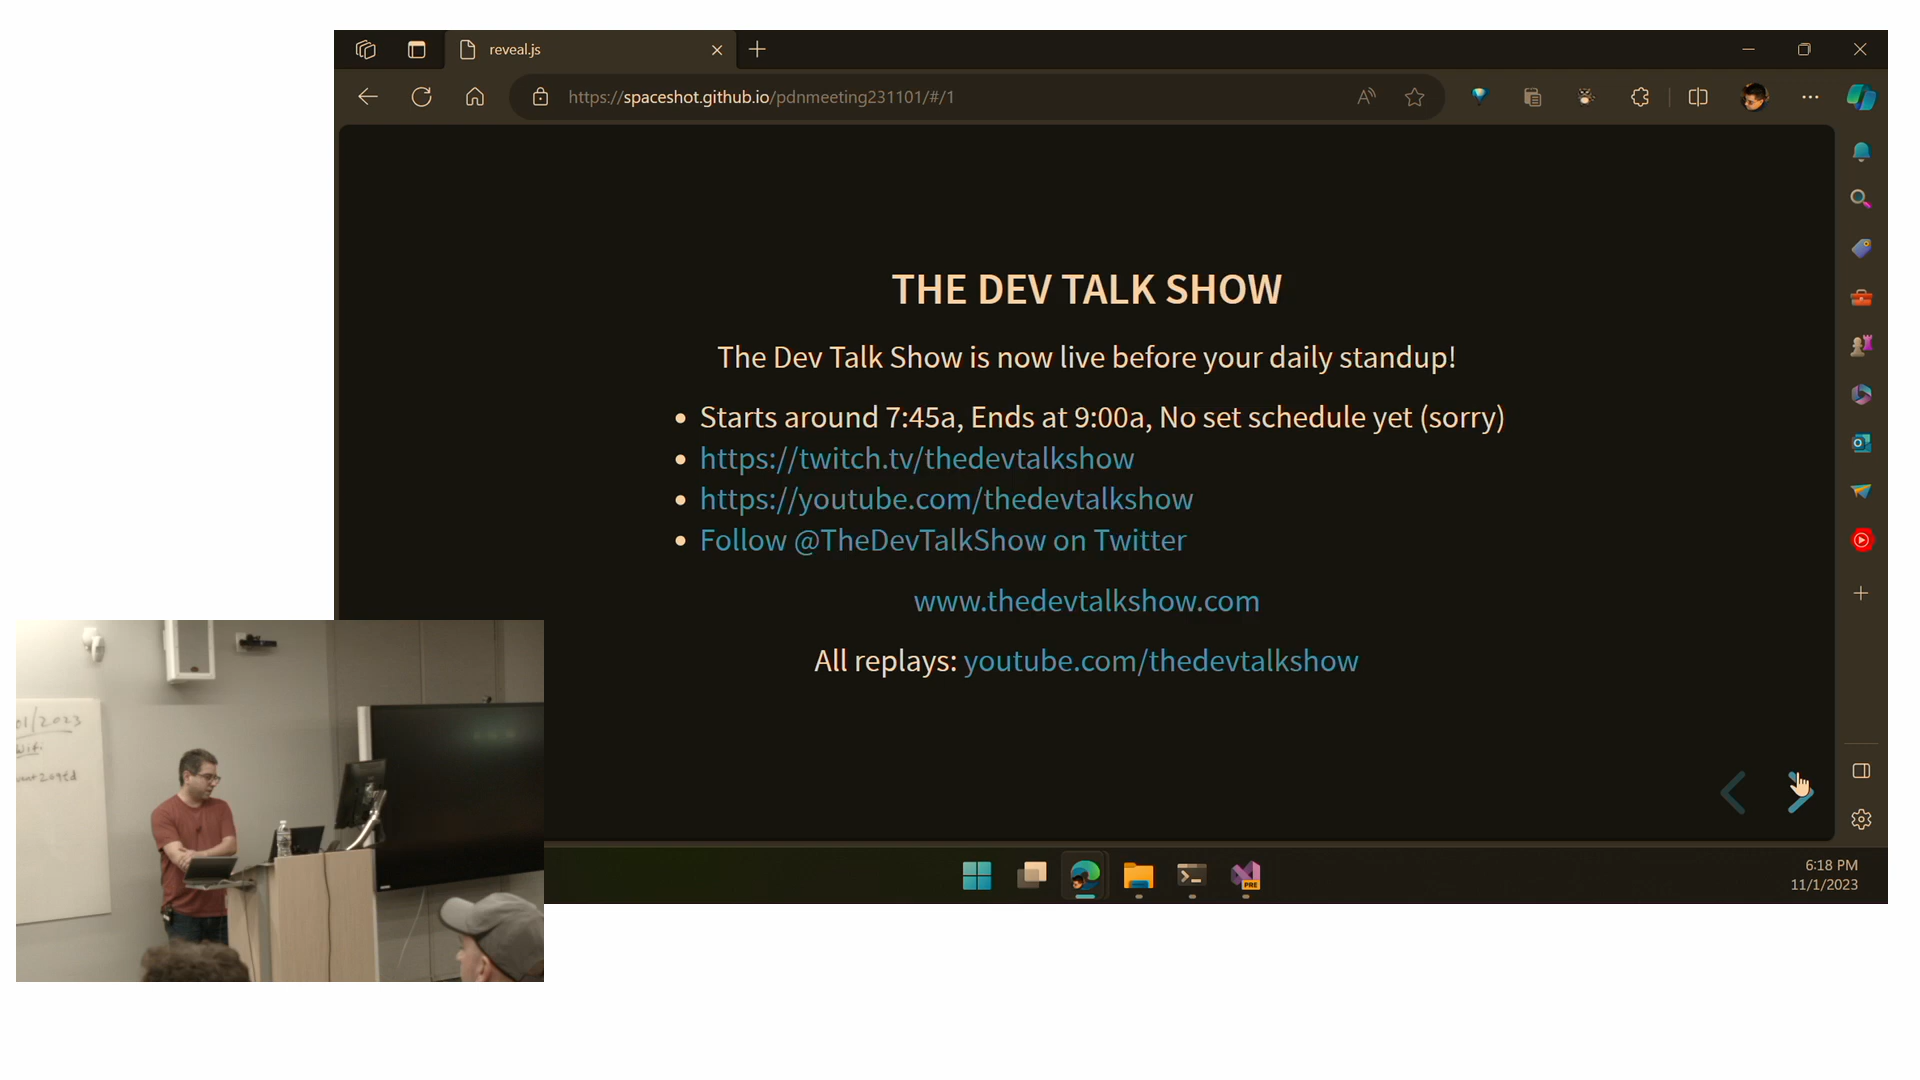 reveal.js
https://spaceshot.github.io/pdnmeeting231101/#/1
THE DEV TALK SHOW
The Dev Talk Show is now live before your daily standup!
Starts around 7:45a, Ends at 9:00a, No set schedule yet (sorry)
https://twitch.tv/thedevtalkshow
https://youtube.com/thedevtalkshow
Follow @TheDevTalkShow on Twitter
www.thedevtalkshow.com
All replays: youtube.com/thedevtalkshow
01/2023
PRE
6:18 PM
11/1/2023